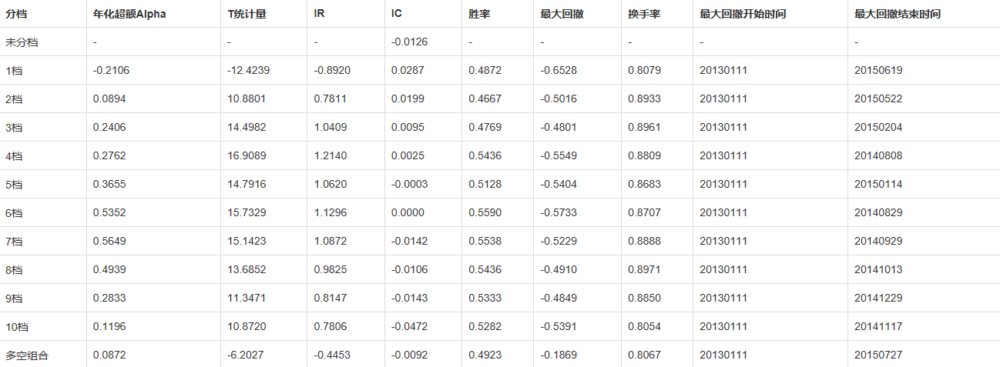 分档 年化超额Alpha T统计量 IR IC 胜率 最大回撤 换手率 最大回撤开始时间 最大回撤结束时间
未分档 - - - -0.0126 - - - - -
1档 -0.2106 -12.4239 -0.8920 0.0287 0.4872 -0.6528 0.8079 20130111 20150619
2档 0.0894 10.8801 0.7811 0.0199 0.4667 -0.5016 0.8933 20130111 20150522
3档 0.2406 14.4982 1.0409 0.0095 0.4769 -0.4801 0.8961 20130111 20150204
4档 0.2762 16.9089 1.2140 0.0025 0.5436 -0.5549 0.8809 20130111 20140808
5档 0.3655 14.7916 1.0620 -0.0003 0.5128 -0.5404 0.8683 20130111 20150114
6档 0.5352 15.7329 1.1296 0.0000 0.5590 -0.5733 0.8707 20130111 20140829
7档 0.5649 15.1423 1.0872 -0.0142 0.5538 -0.5229 0.8888 20130111 20140929
8档 0.4939 13.6852 0.9825 -0.0106 0.5436 -0.4910 0.8971 20130111 20141013
9档 0.2833 11.3471 0.8147 -0.0143 0.5333 -0.4849 0.8850 20130111 20141229
10档 0.1196 10.8720 0.7806 -0.0472 0.5282 -0.5391 0.8054 20130111 20141117
多空组合 0.0872 -6.2027 -0.4453 -0.0092 0.4923 -0.1869 0.8067 20130111 20150727